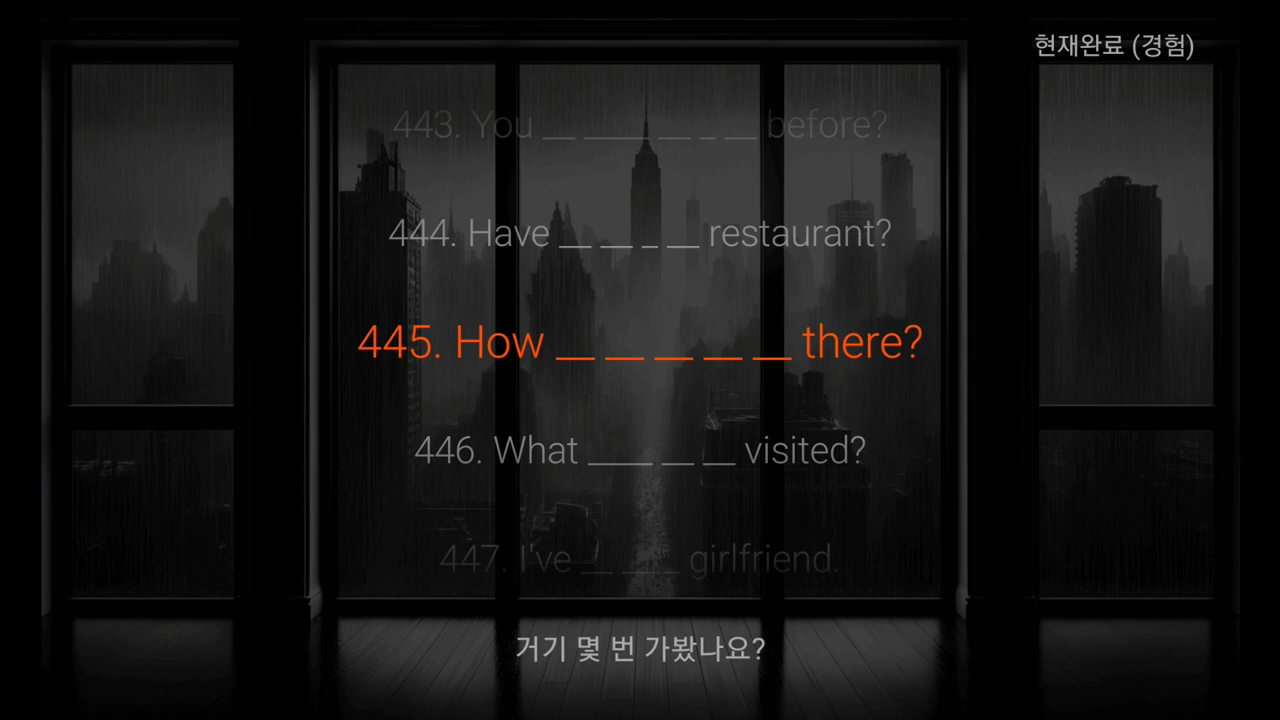 현재완료 (경험)
443. You __ ____ __ _ __ before?
444. Have __ __ _ __ restaurant?
445. How __ __ __ __ __ there?
446. What ____ __ __ visited?
447. I've __ __ _ girlfriend.
거기 몇 번 가봤나요?